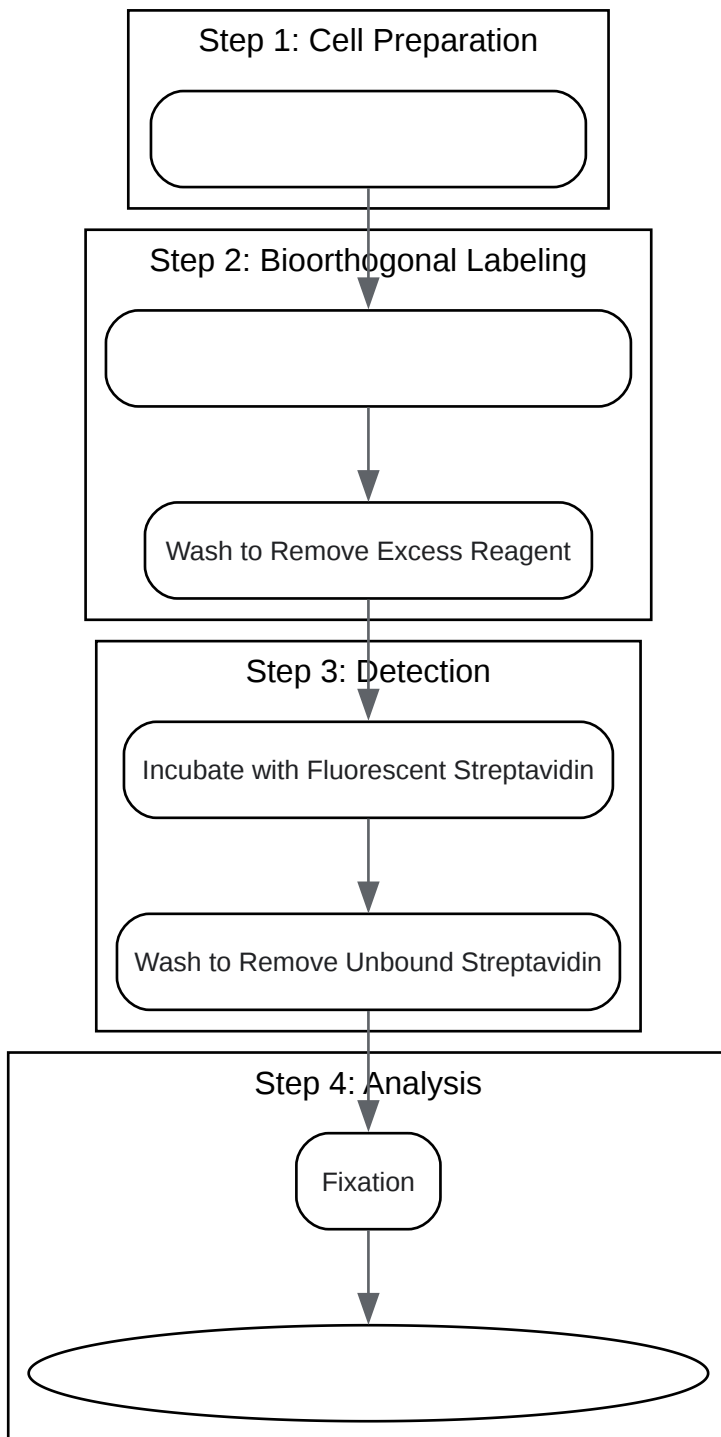 Step 1: Cell Preparation
Step 2: Bioorthogonal Labeling
Wash to Remove Excess Reagent
Step 3: Detection
Incubate with Fluorescent Streptavidin
Wash to Remove Unbound Streptavidin
Step 4: Analysis
Fixation